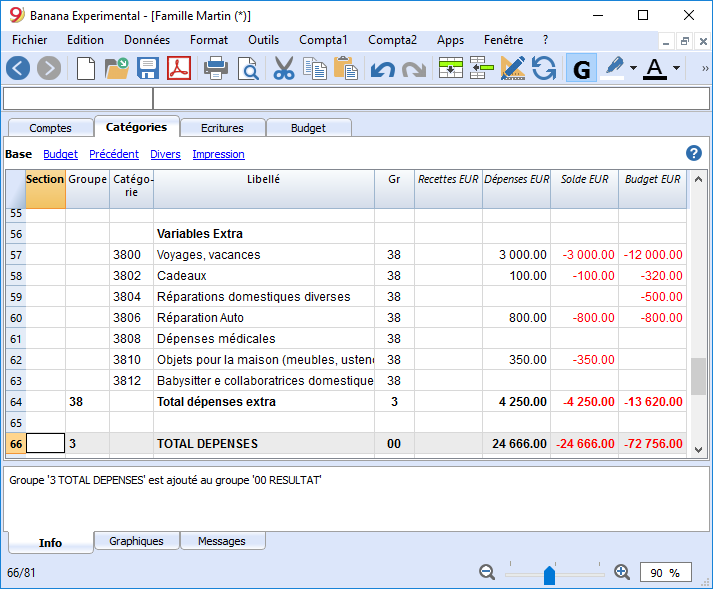 Banana Experimental - [Famille Martin (*)]
Fichier Edition Données Format Outils Compta1 Compta2 Apps Fenêtre ?
G A »
Comptes Catégories Ecritures Budget
Base Budget Précédent Divers Impression ?
Section Groupe Catégo- Libellé Gr Recettes EUR Dépenses EUR Solde EUR Budget EUR
rie
55
56 Variables Extra
57 3800 Voyages, vacances 38 3 000.00 -3 000.00 -12 000.00
58 3802 Cadeaux 38 100.00 -100.00 -320.00
59 3804 Réparations domestiques diverses 38 -500.00
60 3806 Réparation Auto 38 800.00 -800.00 -800.00
61 3808 Dépenses médicales 38
62 3810 Objets pour la maison (meubles, usten 38 350.00 -350.00
63 3812 Babysitter e collaboratrices domestique 38
64 38 Total dépenses extra 3 4 250.00 -4 250.00 -13 620.00
65
66 3 TOTAL DEPENSES 00 24 666.00 -24 666.00 -72 756.00
Groupe '3 TOTAL DEPENSES' est ajouté au groupe '00 RESULTAT'
Info Graphiques Messages
66/81 90 %